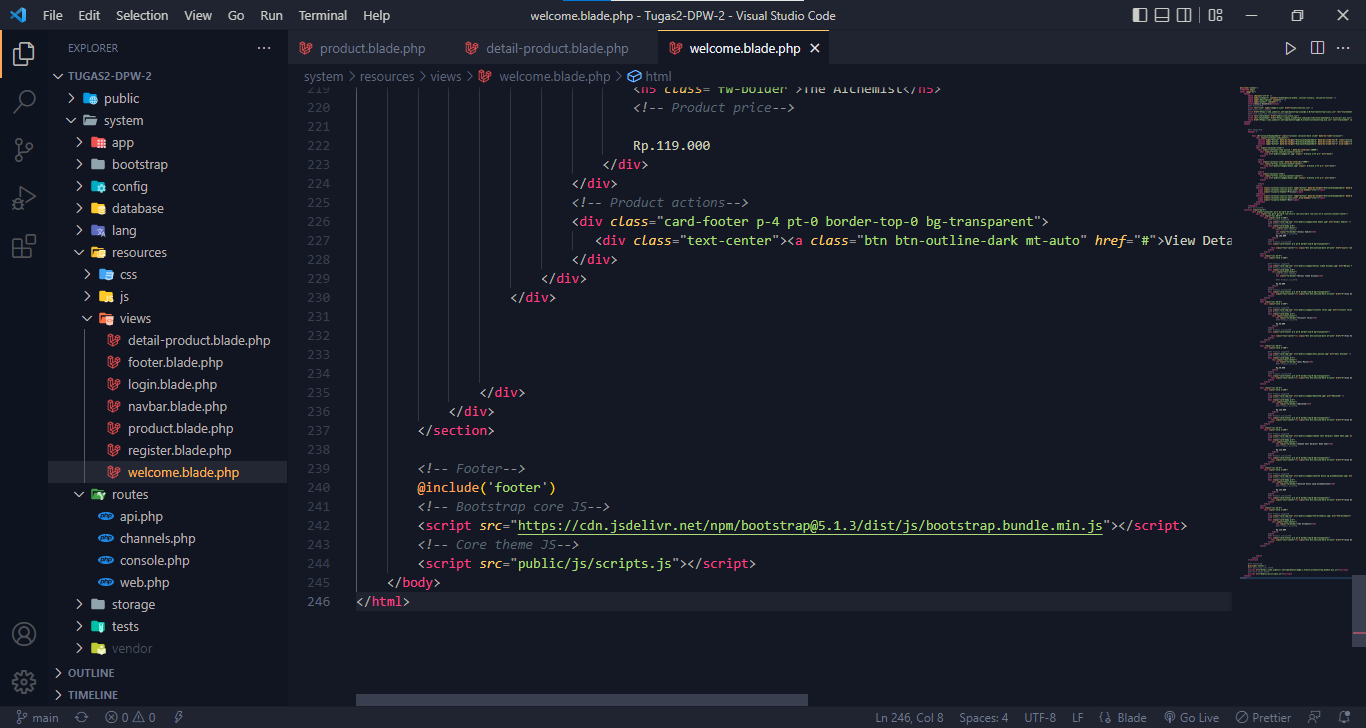 File Edit Selection View Go Run Terminal Help
welcome.blade.php - Tugas2-DPW-2 - Visual Studio Code
EXPLORER
TUGAS2-DPW-2
public
system
app
bootstrap
config
database
lang
resources
css
js
views
detail-product.blade.php
footer.blade.php
login.blade.php
navbar.blade.php
product.blade.php
register.blade.php
welcome.blade.php
routes
api.php
channels.php
console.php
web.php
storage
tests
vendor
OUTLINE
TIMELINE
product.blade.php detail-product.blade.php welcome.blade.php
system > resources > views > welcome.blade.php > html
219 <h5 class="fw-bolder">The Alchemist</h5>
220 <!-- Product price-->
221
222 Rp.119.000
223 </div>
224 </div>
225 <!-- Product actions-->
226 <div class="card-footer p-4 pt-0 border-top-0 bg-transparent">
227 <div class="text-center"><a class="btn btn-outline-dark mt-auto" href="#">View Deta
228 </div>
229 </div>
230 </div>
231
232
233
234
235 </div>
236 </div>
237 </section>
238
239 <!-- Footer-->
240 @include('footer')
241 <!-- Bootstrap core JS-->
242 <script src="https://cdn.jsdelivr.net/npm/bootstrap@5.1.3/dist/js/bootstrap.bundle.min.js"></script>
243 <!-- Core theme JS-->
244 <script src="public/js/scripts.js"></script>
245 </body>
246 </html>
main 0 0 Ln 246, Col 8 Spaces: 4 UTF-8 LF Blade Go Live Prettier